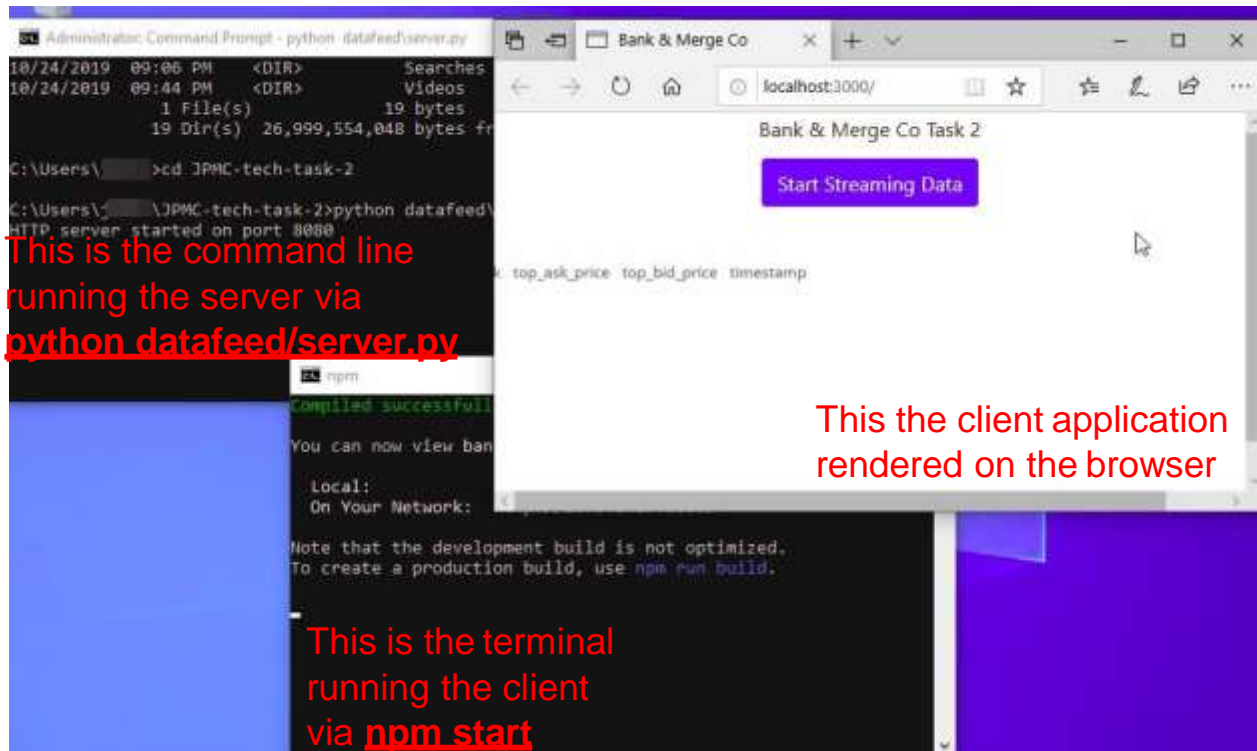 Administrator: Command Prompt - python datafeed\server.py
10/24/2019 09:06 PM <DIR> Searches
10/24/2019 09:44 PM <DIR> Videos
1 File(s) 19 bytes
19 Dir(s) 26,999,554,048 bytes fr
C:\Users\ >cd JPMC-tech-task-2
C:\Users\ \JPMC-tech-task-2>python datafeed\
HTTP server started on port 8080
This is the command line
running the server via
python datafeed/server.py
Bank & Merge Co
localhost:3000/
Bank & Merge Co Task 2
Start Streaming Data
top_ask_price top_bid_price timestamp
This the client application
rendered on the browser
npm
Compiled successfull
You can now view ban
Local:
On Your Network:
Note that the development build is not optimized.
To create a production build, use npm run build.
This is the terminal
running the client
via npm start